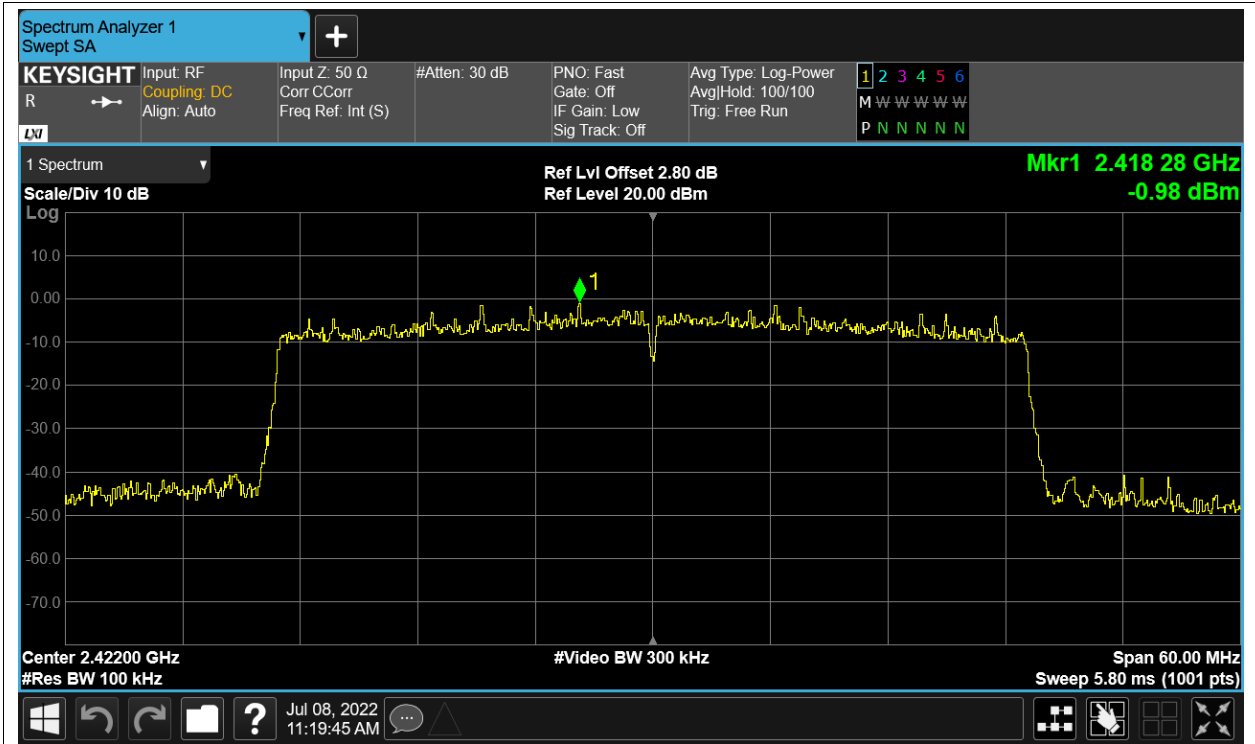 Spectrum Analyzer 1
Swept SA
KEYSIGHT
R
LXI
Input: RF
Coupling: DC
Align: Auto
Input Z: 50 Ω
Corr CCorr
Freq Ref: Int (S)
#Atten: 30 dB
PNO: Fast
Gate: Off
IF Gain: Low
Sig Track: Off
Avg Type: Log-Power
Avg|Hold: 100/100
Trig: Free Run
1 2 3 4 5 6
M W W W W W
P N N N N N
1 Spectrum
Scale/Div 10 dB
Ref Lvl Offset 2.80 dB
Ref Level 20.00 dBm
Mkr1 2.418 28 GHz
-0.98 dBm
Log
10.0
0.00
-10.0
-20.0
-30.0
-40.0
-50.0
-60.0
-70.0
1
Center 2.42200 GHz
#Res BW 100 kHz
#Video BW 300 kHz
Span 60.00 MHz
Sweep 5.80 ms (1001 pts)
?
Jul 08, 2022
11:19:45 AM